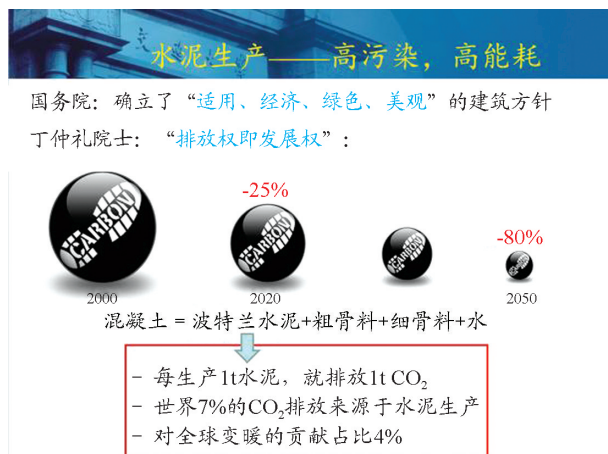 水泥生产——高污染，高能耗
国务院：确立了“适用、经济、绿色、美观”的建筑方针
丁仲礼院士：“排放权即发展权”：
-25%
-80%
CARBON
CARBON
CARBON
CARBON
2000
2020
2050
混凝土 = 波特兰水泥+粗骨料+细骨料+水
- 每生产1t水泥，就排放1t CO₂
- 世界7%的CO₂排放来源于水泥生产
- 对全球变暖的贡献占比4%